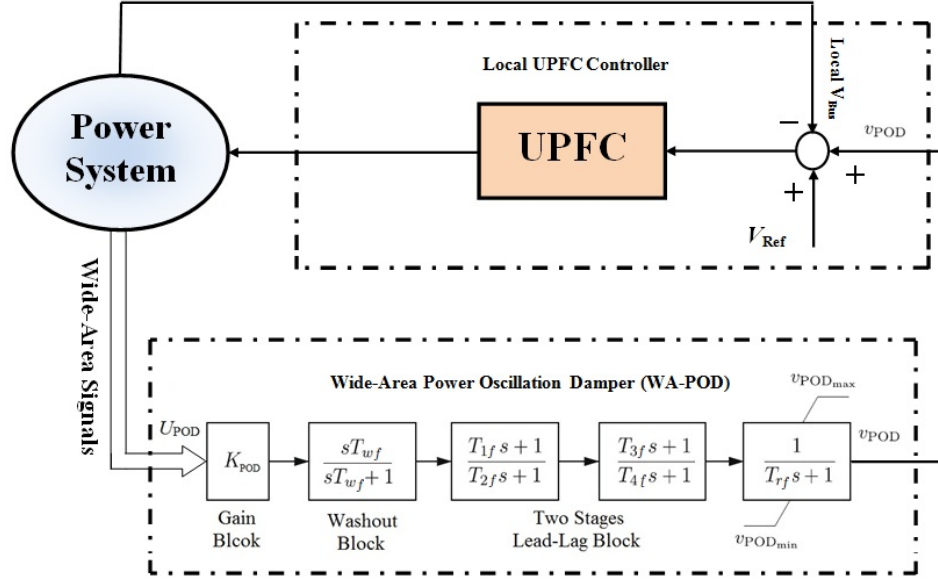 Local UPFC Controller
Power
System
UPFC
Local V_Bus
−
v_POD
+
+
V_Ref
Wide-Area Signals
Wide-Area Power Oscillation Damper (WA-POD)
v_POD_max
U_POD
v_POD
K_POD
sT_wf
sT_wf + 1
T_1f s + 1
T_2f s + 1
T_3f s + 1
T_4f s + 1
1
T_rf s + 1
v_POD_min
Gain
Blcok
Washout
Block
Two Stages
Lead-Lag Block